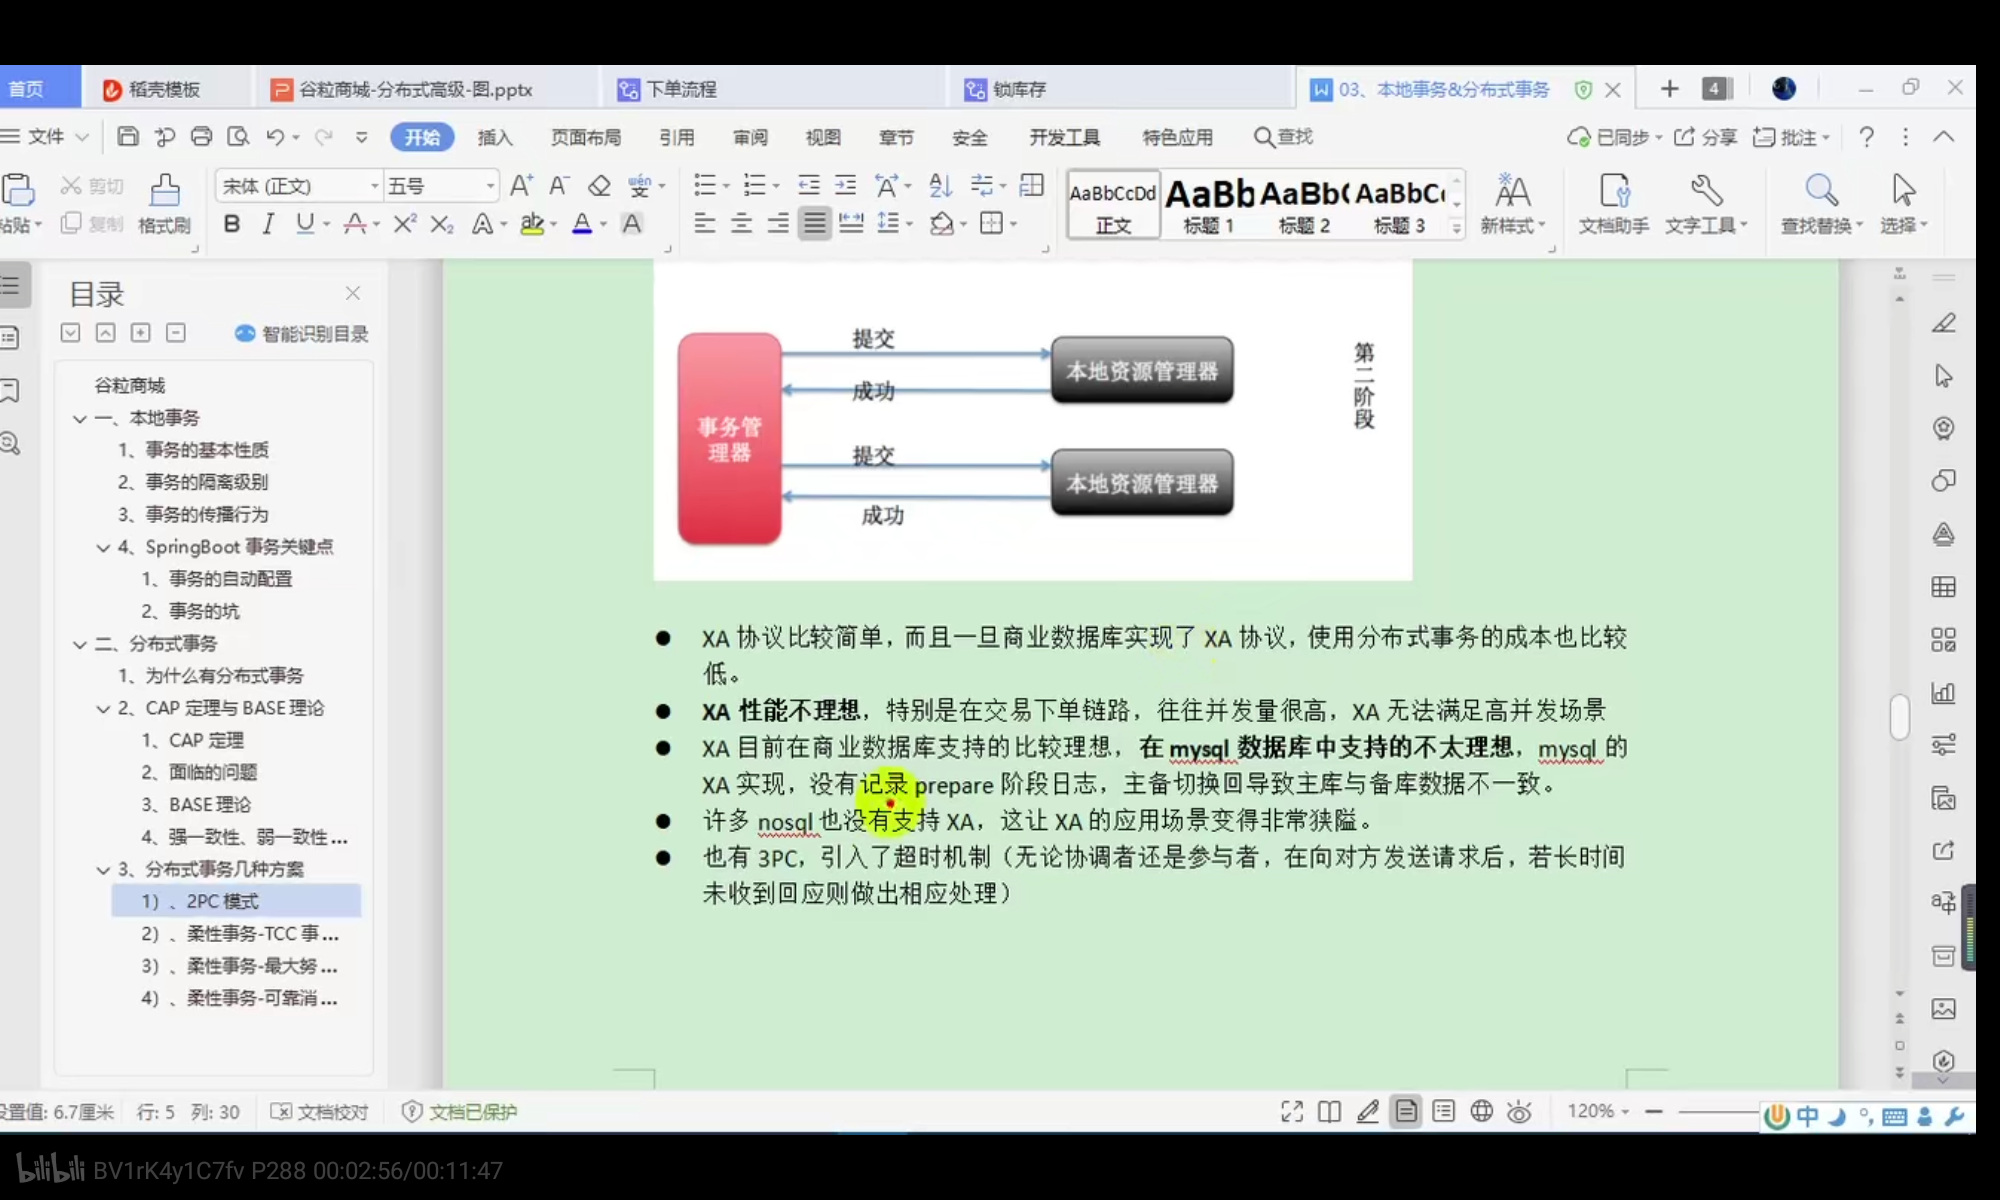 首页
稻壳模板
谷粒商城-分布式高级-图.pptx
下单流程
锁库存
03、本地事务&分布式事务
4
文件
开始
插入
页面布局
引用
审阅
视图
章节
安全
开发工具
特色应用
查找
已同步
分享
批注
粘贴
剪切
复制
格式刷
宋体 (正文)
五号
AaBbCcDd
正文
AaBb
标题 1
AaBb(
标题 2
AaBbC
标题 3
新样式
文档助手
文字工具
查找替换
选择
目录
智能识别目录
谷粒商城
一、本地事务
1、事务的基本性质
2、事务的隔离级别
3、事务的传播行为
4、SpringBoot 事务关键点
1、事务的自动配置
2、事务的坑
二、分布式事务
1、为什么有分布式事务
2、CAP 定理与 BASE 理论
1、CAP 定理
2、面临的问题
3、BASE 理论
4、强一致性、弱一致性...
3、分布式事务几种方案
1）、2PC 模式
2）、柔性事务-TCC 事...
3）、柔性事务-最大努...
4）、柔性事务-可靠消...
事务管理器
提交
成功
本地资源管理器
提交
成功
本地资源管理器
第二阶段
● XA 协议比较简单，而且一旦商业数据库实现了 XA 协议，使用分布式事务的成本也比较
低。
● XA 性能不理想，特别是在交易下单链路，往往并发量很高，XA 无法满足高并发场景
● XA 目前在商业数据库支持的比较理想，在 mysql 数据库中支持的不太理想，mysql 的
XA 实现，没有记录 prepare 阶段日志，主备切换回导致主库与备库数据不一致。
● 许多 nosql 也没有支持 XA，这让 XA 的应用场景变得非常狭隘。
● 也有 3PC，引入了超时机制（无论协调者还是参与者，在向对方发送请求后，若长时间
未收到回应则做出相应处理）
设置值: 6.7厘米
行: 5
列: 30
文档校对
文档已保护
120%
中
bilibili BV1rK4y1C7fv P288 00:02:56/00:11:47